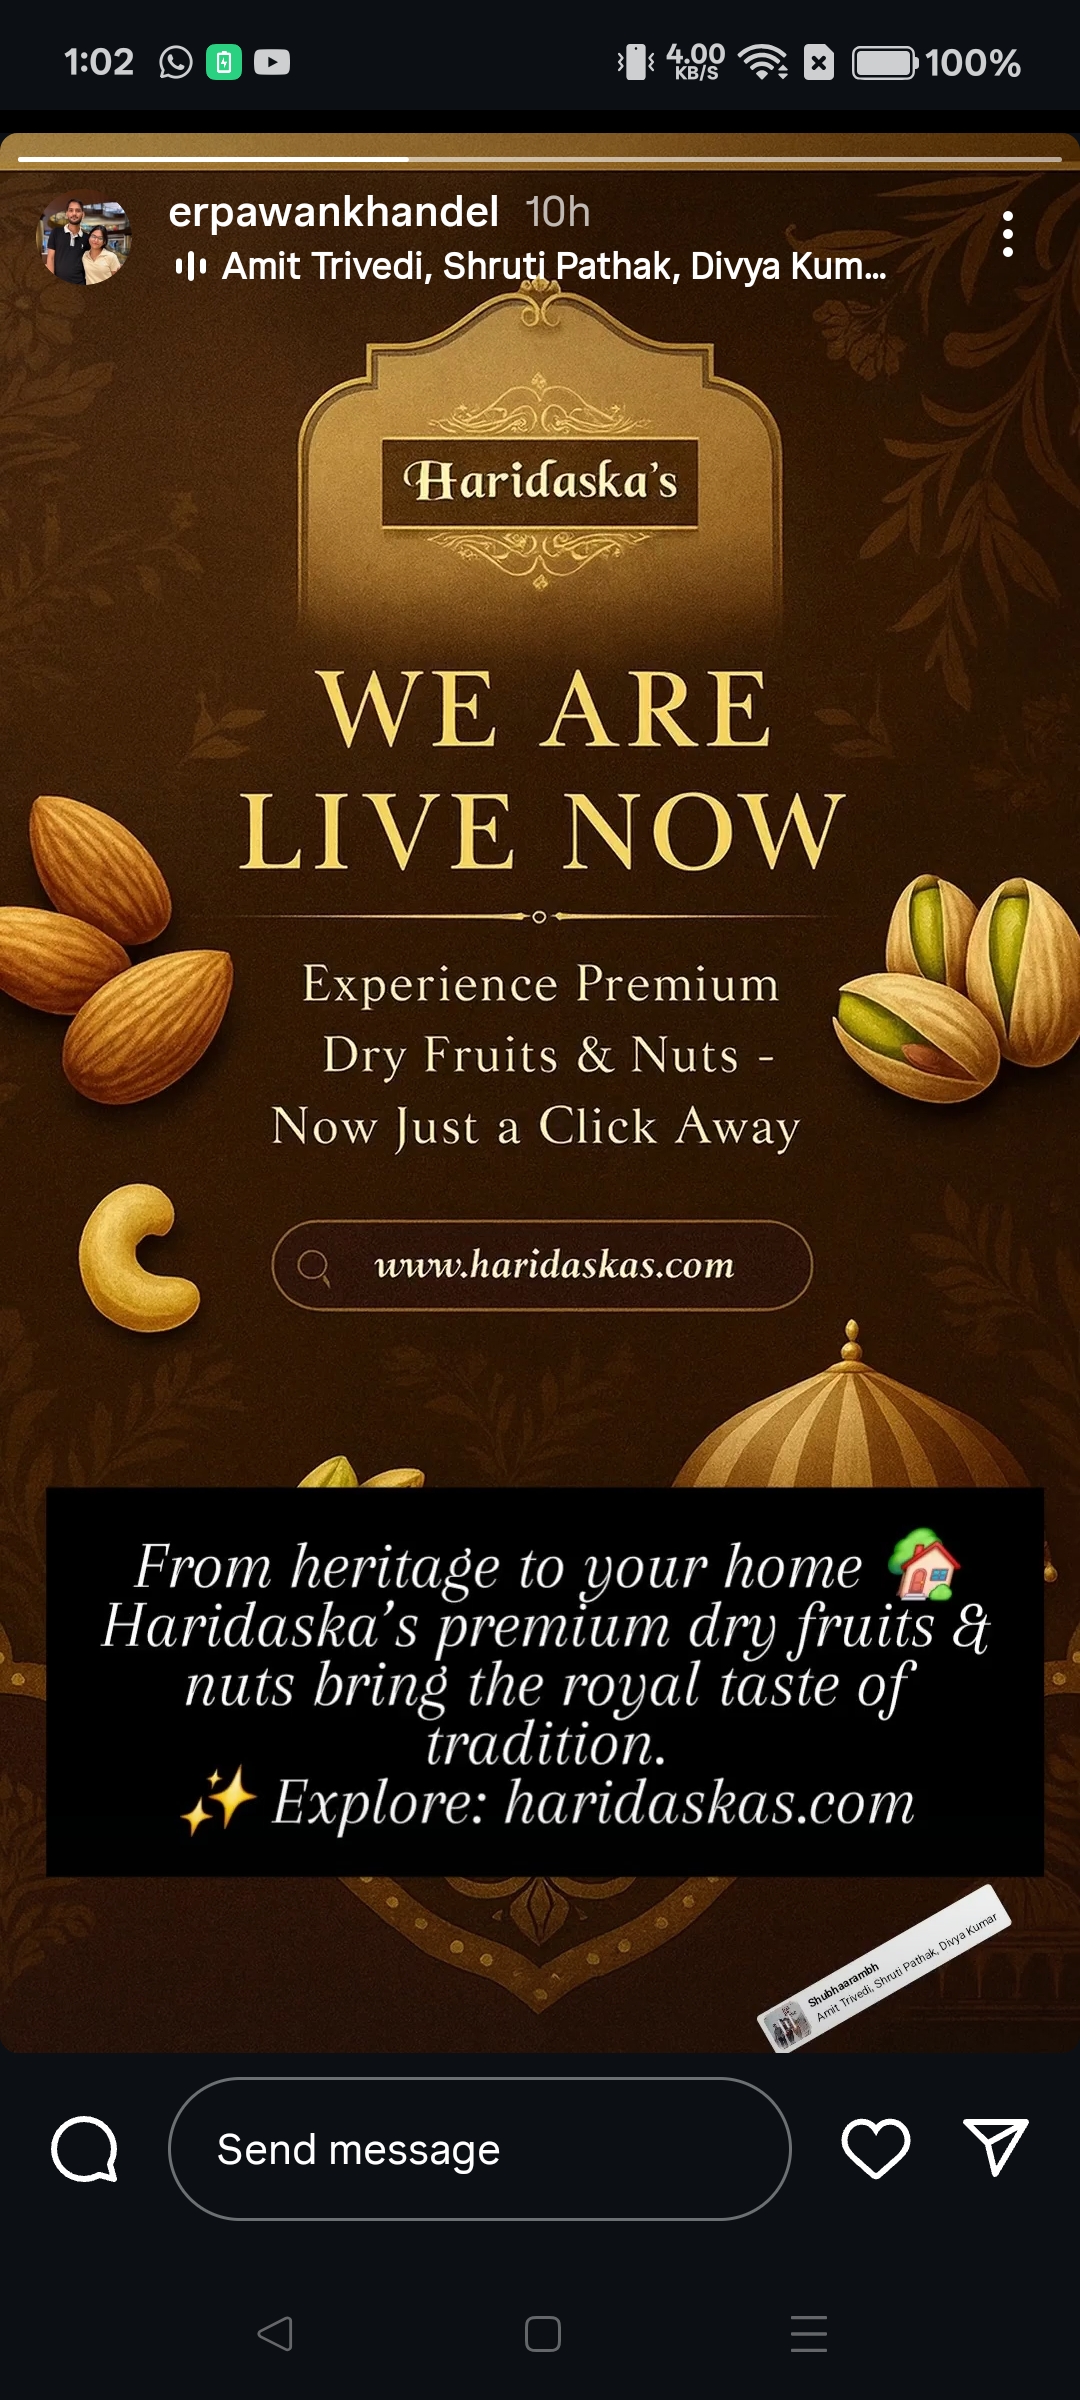 1:02
4.00
KB/S
100%
erpawankhandel 10h
Amit Trivedi, Shruti Pathak, Divya Kum...
Haridaska's
WE ARE
LIVE NOW
Experience Premium
Dry Fruits & Nuts -
Now Just a Click Away
www.haridaskas.com
From heritage to your home 🏡
Haridaska's premium dry fruits &
nuts bring the royal taste of
tradition.
✨ Explore: haridaskas.com
Shubhaarambh
Amit Trivedi, Shruti Pathak, Divya Kumar
Send message